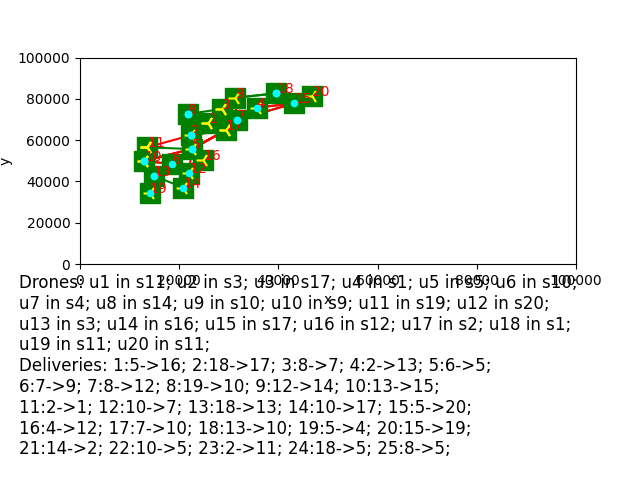 100000
80000
60000
40000
20000
0
y
0 20000 40000 60000 80000 100000
x
Drones: u1 in s11; u2 in s3; u3 in s17; u4 in s1; u5 in s5; u6 in s10;
u7 in s4; u8 in s14; u9 in s10; u10 in s9; u11 in s19; u12 in s20;
u13 in s3; u14 in s16; u15 in s17; u16 in s12; u17 in s2; u18 in s1;
u19 in s11; u20 in s11;
Deliveries: 1:5->16; 2:18->17; 3:8->7; 4:2->13; 5:6->5;
6:7->9; 7:8->12; 8:19->10; 9:12->14; 10:13->15;
11:2->1; 12:10->7; 13:18->13; 14:10->17; 15:5->20;
16:4->12; 17:7->10; 18:13->10; 19:5->4; 20:15->19;
21:14->2; 22:10->5; 23:2->11; 24:18->5; 25:8->5;